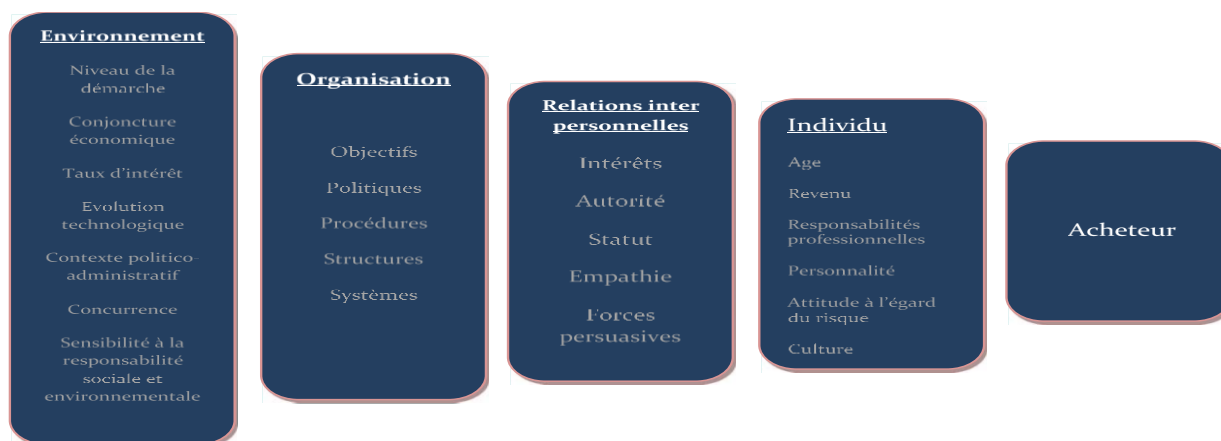 Environnement
Niveau de la
démarche
Conjoncture
économique
Taux d'intérêt
Evolution
technologique
Contexte politico-
administratif
Concurrence
Sensibilité à la
responsabilité
sociale et
environnementale
Organisation
Objectifs
Politiques
Procédures
Structures
Systèmes
Relations inter
personnelles
Intérêts
Autorité
Statut
Empathie
Forces
persuasives
Individu
Age
Revenu
Responsabilités
professionnelles
Personnalité
Attitude à l'égard
du risque
Culture
Acheteur